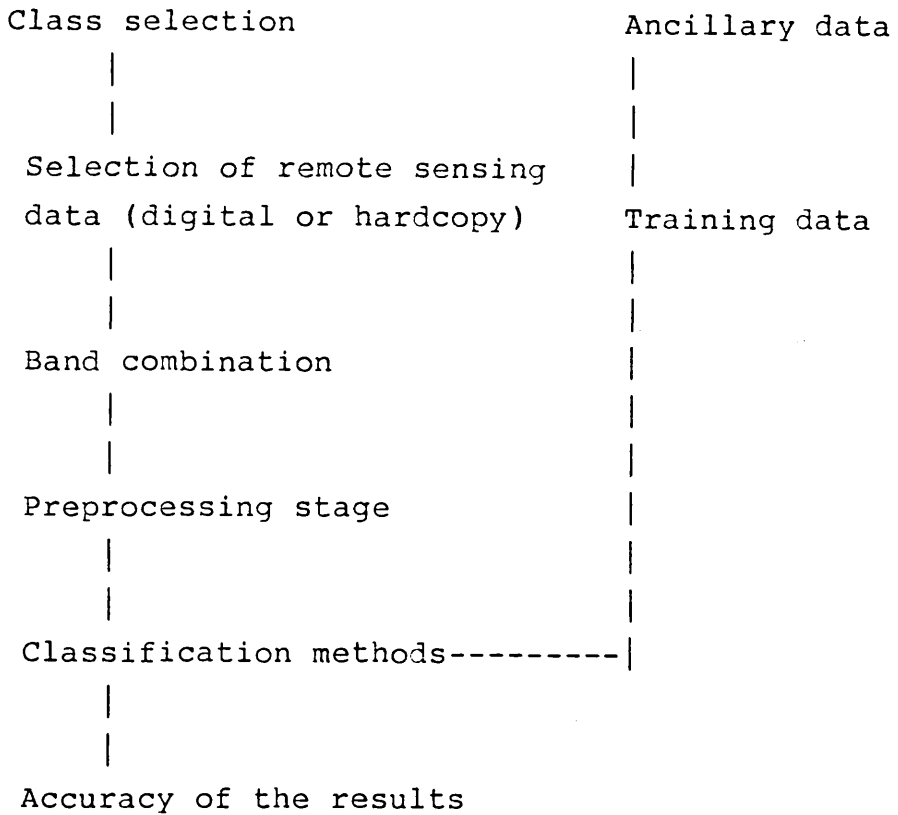 Class selection
Ancillary data
Selection of remote sensing
data (digital or hardcopy)
Training data
Band combination
Preprocessing stage
Classification methods---------
Accuracy of the results